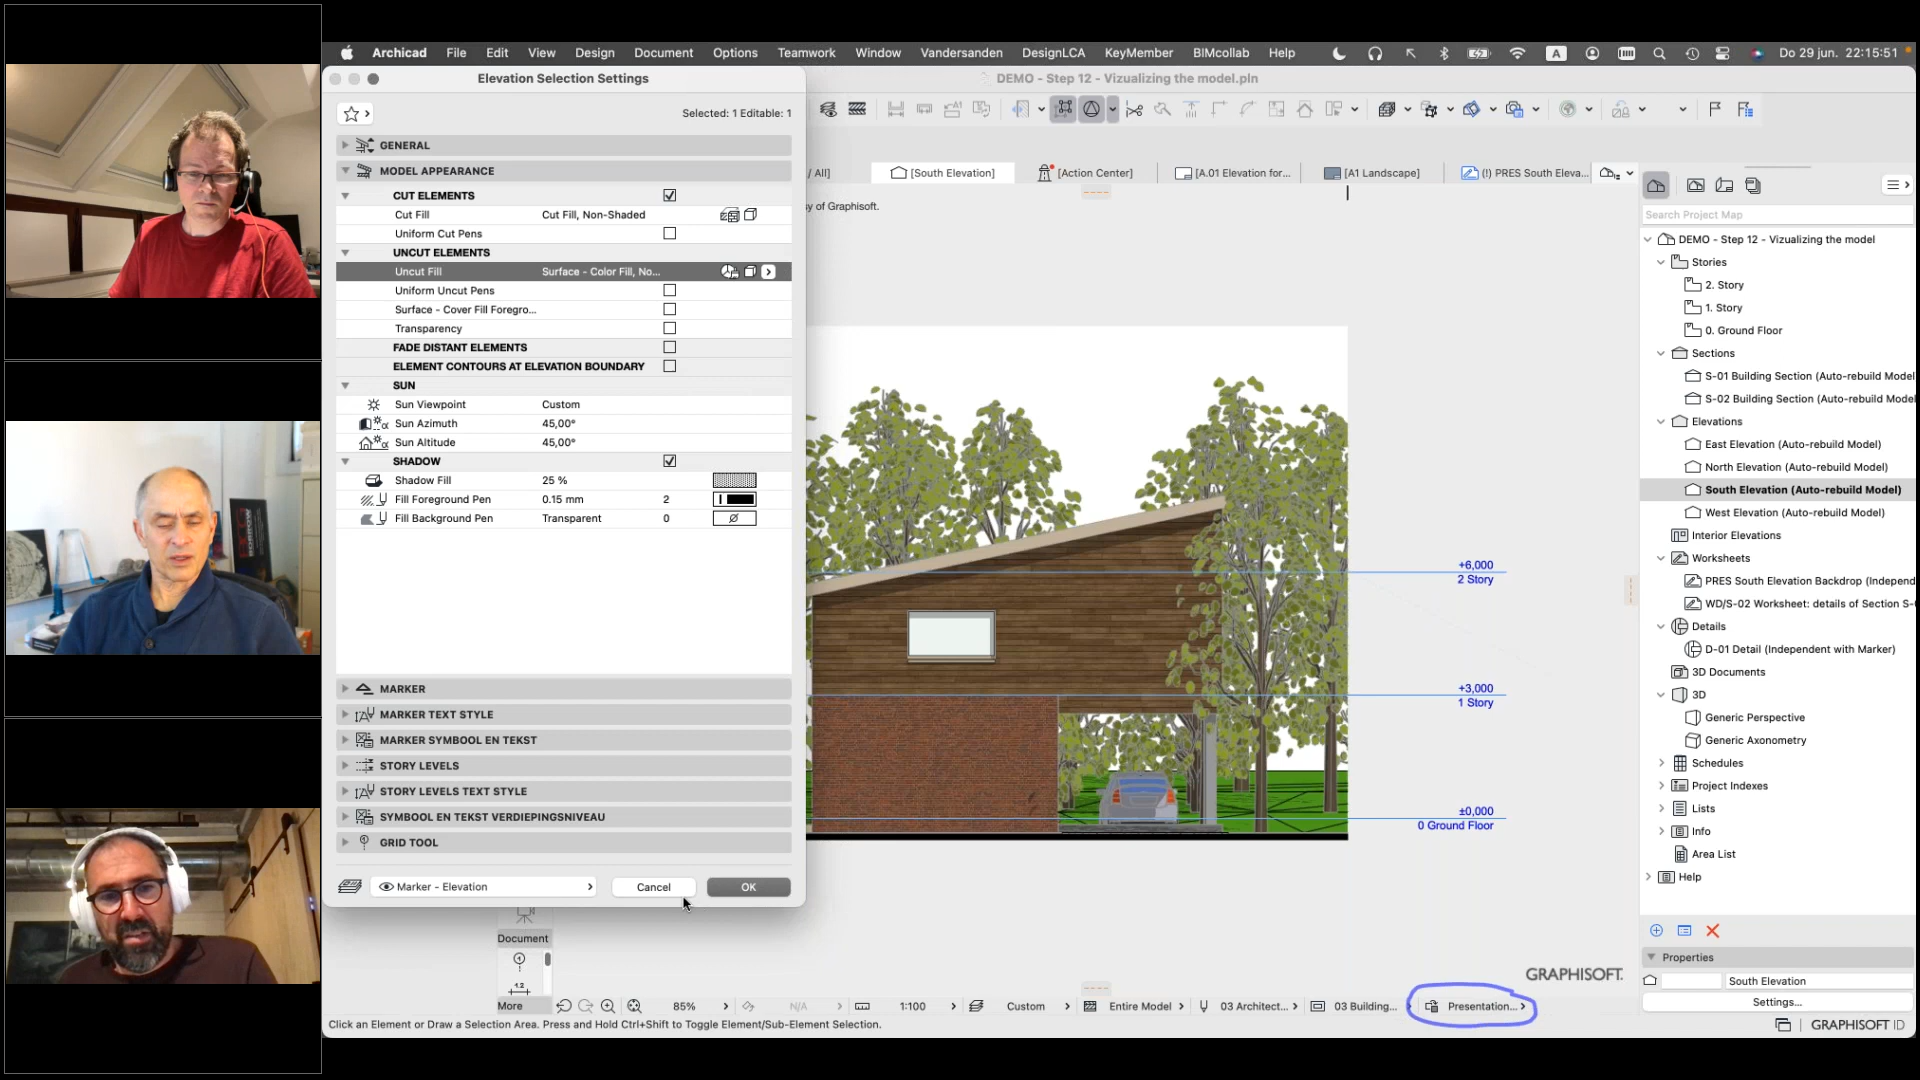 Archicad File Edit View Design Document Options Teamwork Window Vandersanden DesignLCA KeyMember BIMcollab Help A Do 29 jun. 22:15:51
Elevation Selection Settings
DEMO - Step 12 - Vizualizing the model.pln
Selected: 1 Editable: 1
GENERAL
MODEL APPEARANCE
CUT ELEMENTS
Cut Fill Cut Fill, Non-Shaded
Uniform Cut Pens
UNCUT ELEMENTS
Uncut Fill Surface - Color Fill, No...
Uniform Uncut Pens
Surface - Cover Fill Foregro...
Transparency
FADE DISTANT ELEMENTS
ELEMENT CONTOURS AT ELEVATION BOUNDARY
SUN
Sun Viewpoint Custom
Sun Azimuth 45,00°
Sun Altitude 45,00°
SHADOW
Shadow Fill 25 %
Fill Foreground Pen 0.15 mm 2
Fill Background Pen Transparent 0
MARKER
MARKER TEXT STYLE
MARKER SYMBOOL EN TEKST
STORY LEVELS
STORY LEVELS TEXT STYLE
SYMBOOL EN TEKST VERDIEPINGSNIVEAU
GRID TOOL
Marker - Elevation Cancel OK
/ All] [South Elevation] [Action Center] [A.01 Elevation for... [A1 Landscape] (!) PRES South Eleva...
sy of Graphisoft.
+6,000
2 Story
+3,000
1 Story
±0,000
0 Ground Floor
GRAPHISOFT.
Document
1.2
More 85% N/A 1:100 Custom Entire Model 03 Architect... 03 Building... Presentation...
Click an Element or Draw a Selection Area. Press and Hold Ctrl+Shift to Toggle Element/Sub-Element Selection.
Search Project Map
DEMO - Step 12 - Vizualizing the model
Stories
2. Story
1. Story
0. Ground Floor
Sections
S-01 Building Section (Auto-rebuild Model
S-02 Building Section (Auto-rebuild Mode
Elevations
East Elevation (Auto-rebuild Model)
North Elevation (Auto-rebuild Model)
South Elevation (Auto-rebuild Model)
West Elevation (Auto-rebuild Model)
Interior Elevations
Worksheets
PRES South Elevation Backdrop (Independ
WD/S-02 Worksheet: details of Section S-
Details
D-01 Detail (Independent with Marker)
3D Documents
3D
Generic Perspective
Generic Axonometry
Schedules
Project Indexes
Lists
Info
Area List
Help
Properties
South Elevation
Settings...
GRAPHISOFT ID